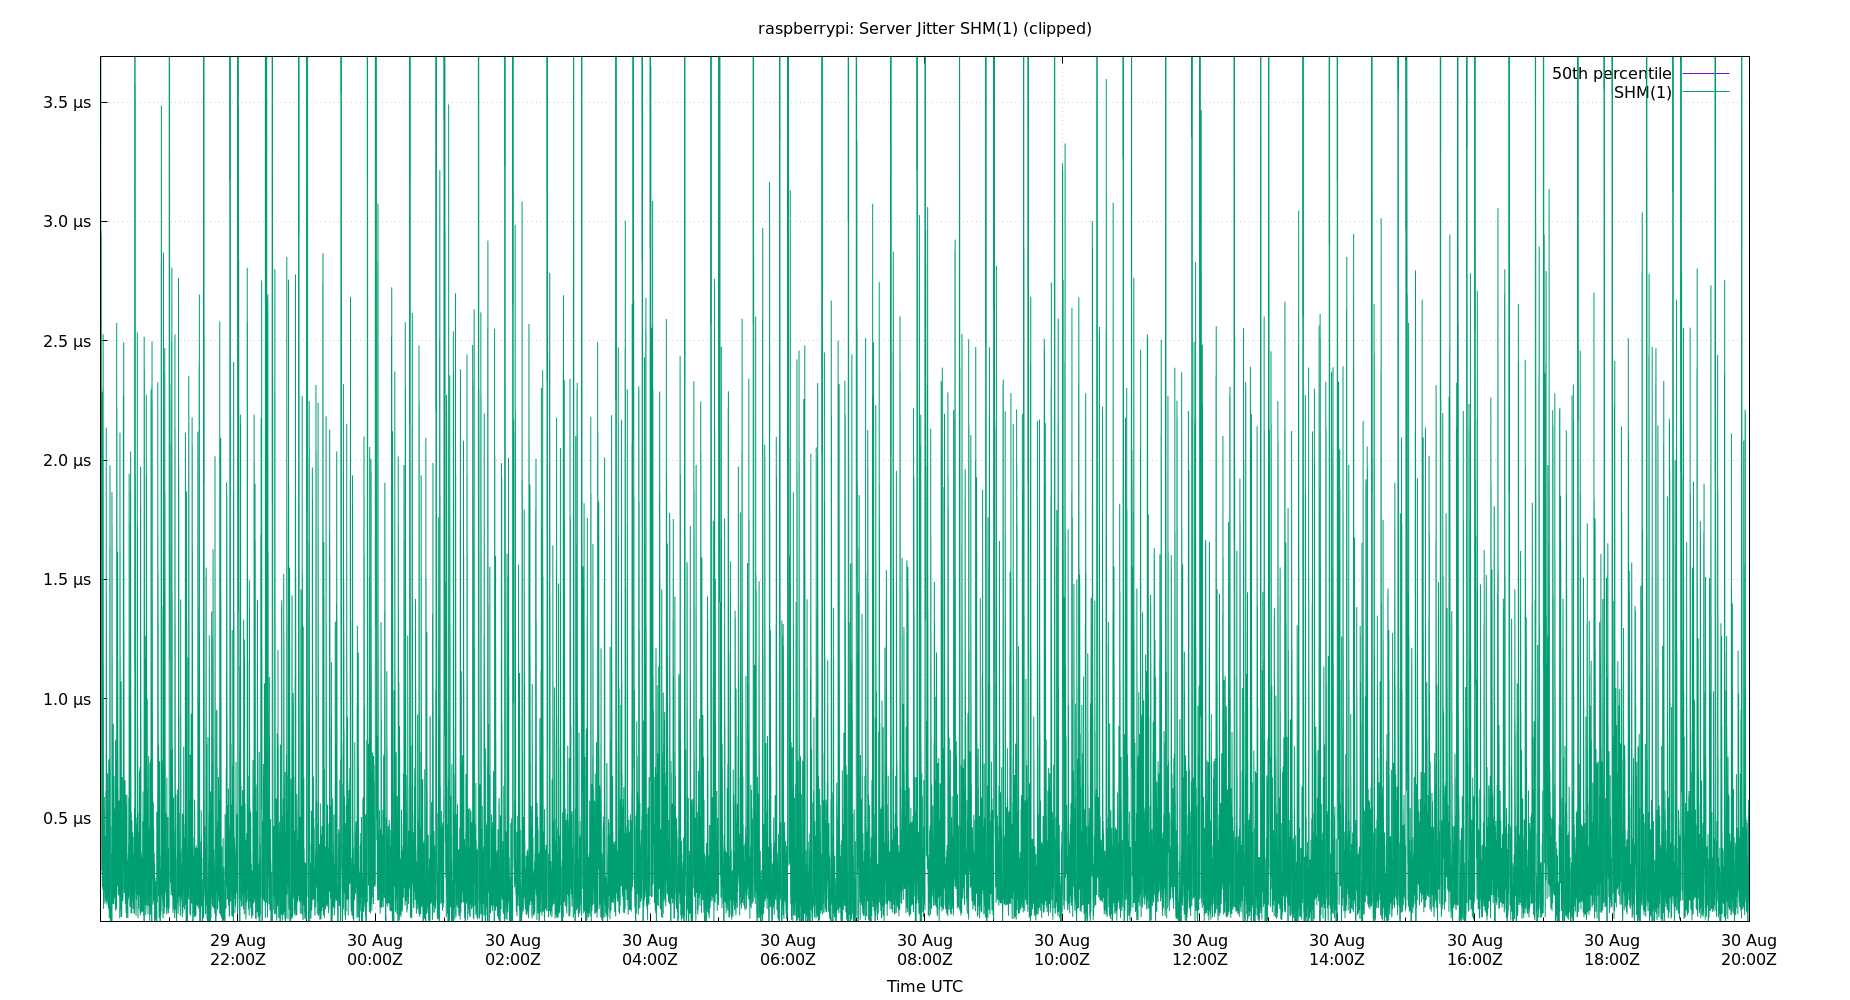 raspberrypi: Server Jitter SHM(1) (clipped)
50th percentile
SHM(1)
3.5 µs
3.0 µs
2.5 µs
2.0 µs
1.5 µs
1.0 µs
0.5 µs
29 Aug 30 Aug 30 Aug 30 Aug 30 Aug 30 Aug 30 Aug 30 Aug 30 Aug 30 Aug 30 Aug 30 Aug
22:00Z 00:00Z 02:00Z 04:00Z 06:00Z 08:00Z 10:00Z 12:00Z 14:00Z 16:00Z 18:00Z 20:00Z
Time UTC